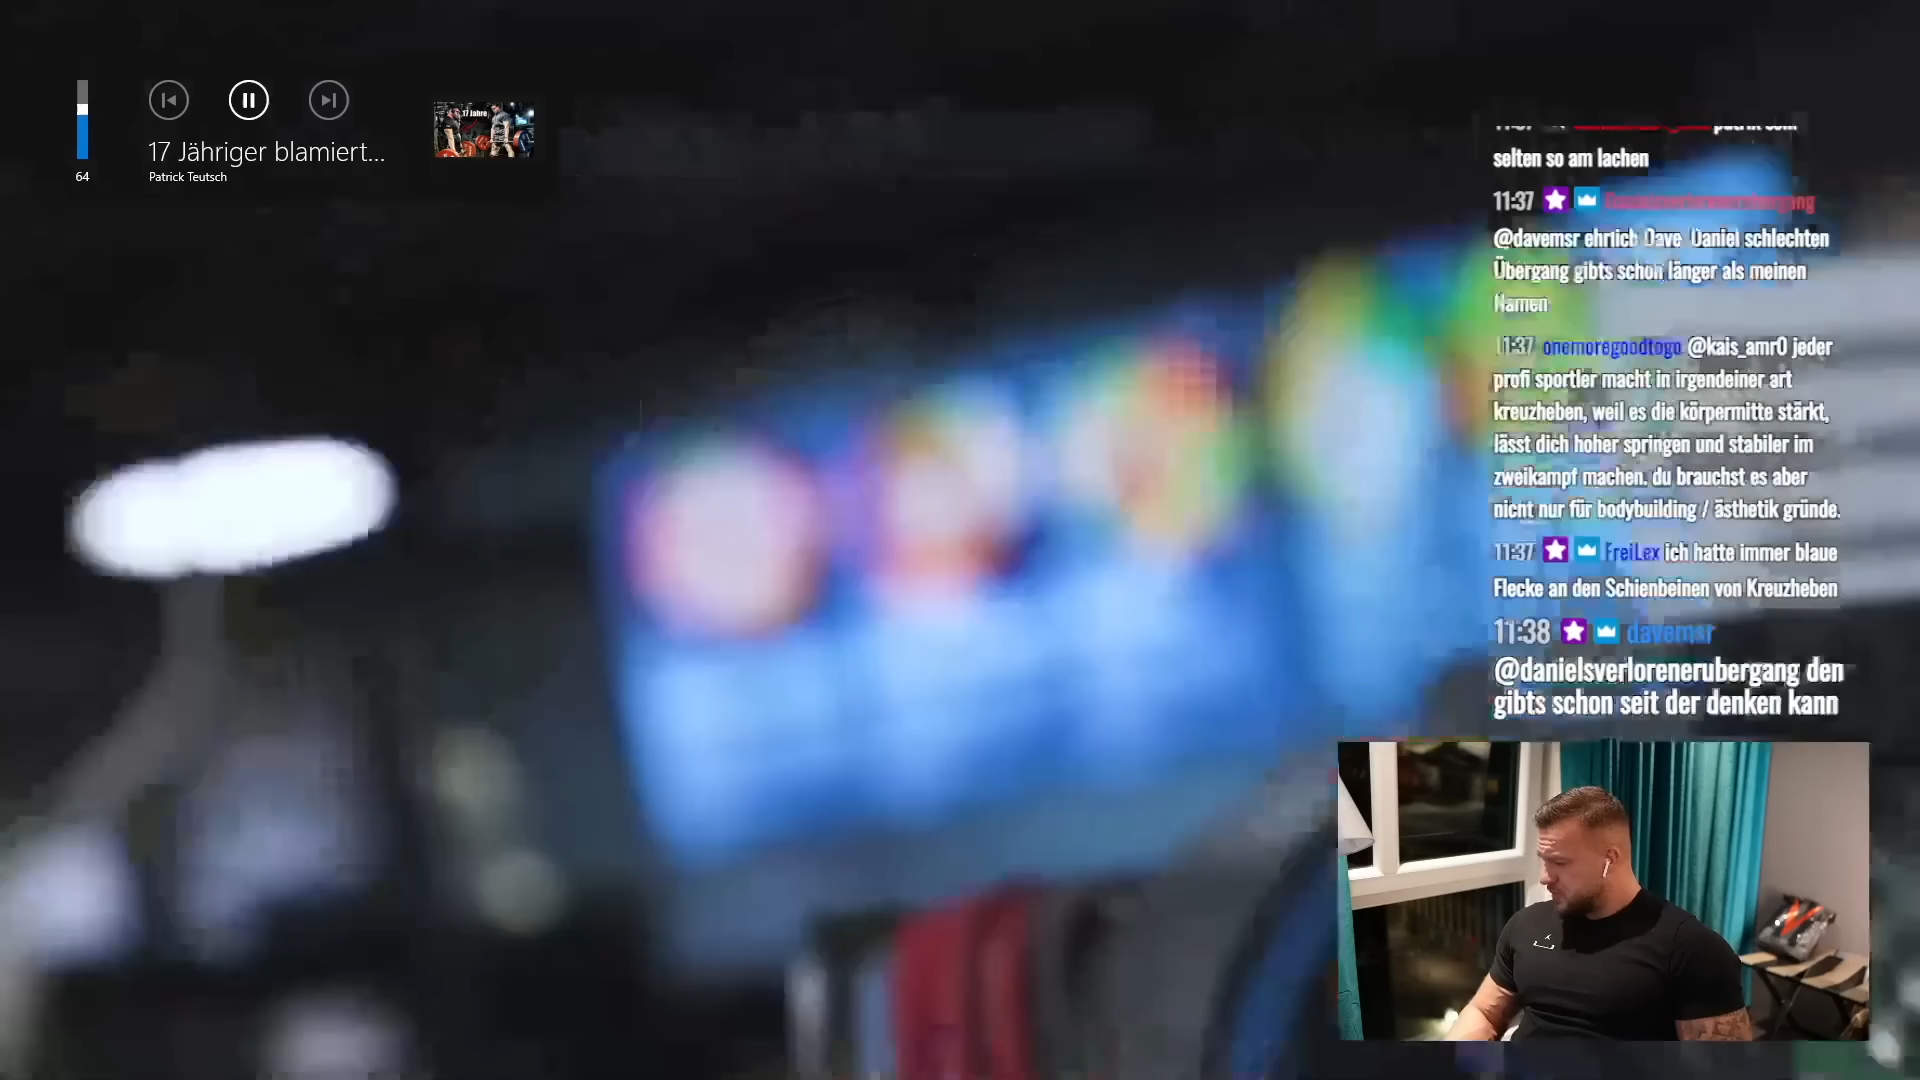 17 Jähriger blamiert...
Patrick Teutsch
64
17 Jahre
selten so am lachen
11:37
@davemsr ehrlich Dave Daniel schlechten
Übergang gibts schon länger als meinen
Namen
11:37 onemoregoodtogo @kais_amr0 jeder
profi sportler macht in irgendeiner art
kreuzheben, weil es die körpermitte stärkt,
lässt dich hoher springen und stabiler im
zweikampf machen. du brauchst es aber
nicht nur für bodybuilding / ästhetik gründe.
11:37 FreiLex ich hatte immer blaue
Flecke an den Schienbeinen von Kreuzheben
11:38 davemsr
@danielsverlorenerubergang den
gibts schon seit der denken kann